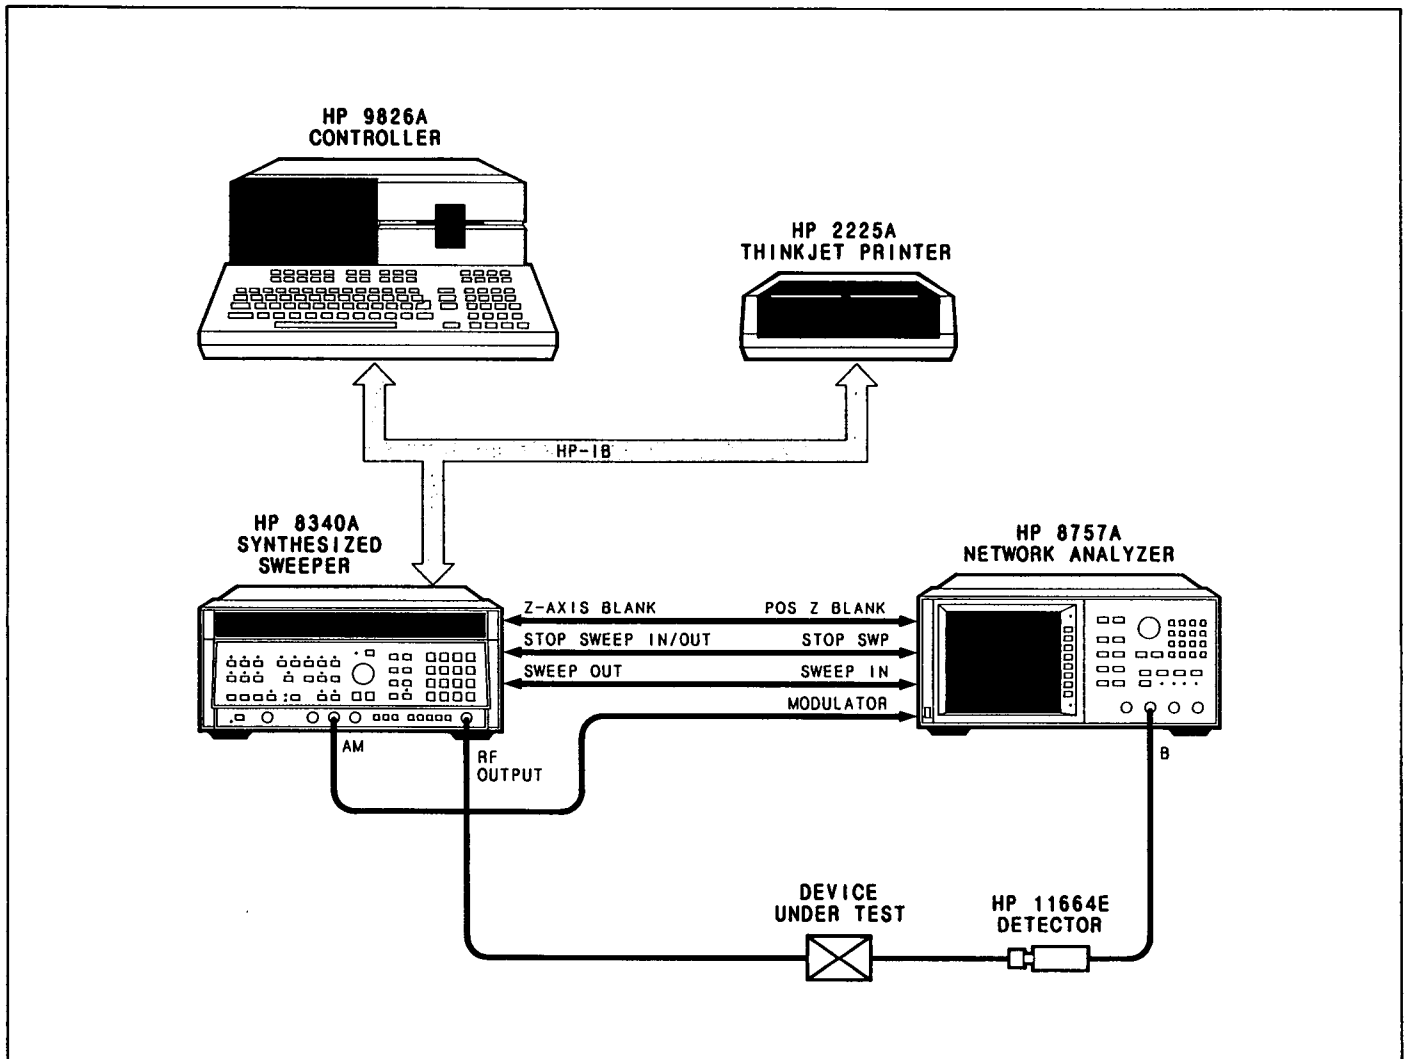 HP 9826A
CONTROLLER
HP 2225A
THINKJET PRINTER
HP-IB
HP 8340A
SYNTHESIZED
SWEEPER
HP 8757A
NETWORK ANALYZER
Z-AXIS BLANK
POS Z BLANK
STOP SWEEP IN/OUT
STOP SWP
SWEEP OUT
SWEEP IN
MODULATOR
AM
RF
OUTPUT
B
DEVICE
UNDER TEST
HP 11664E
DETECTOR